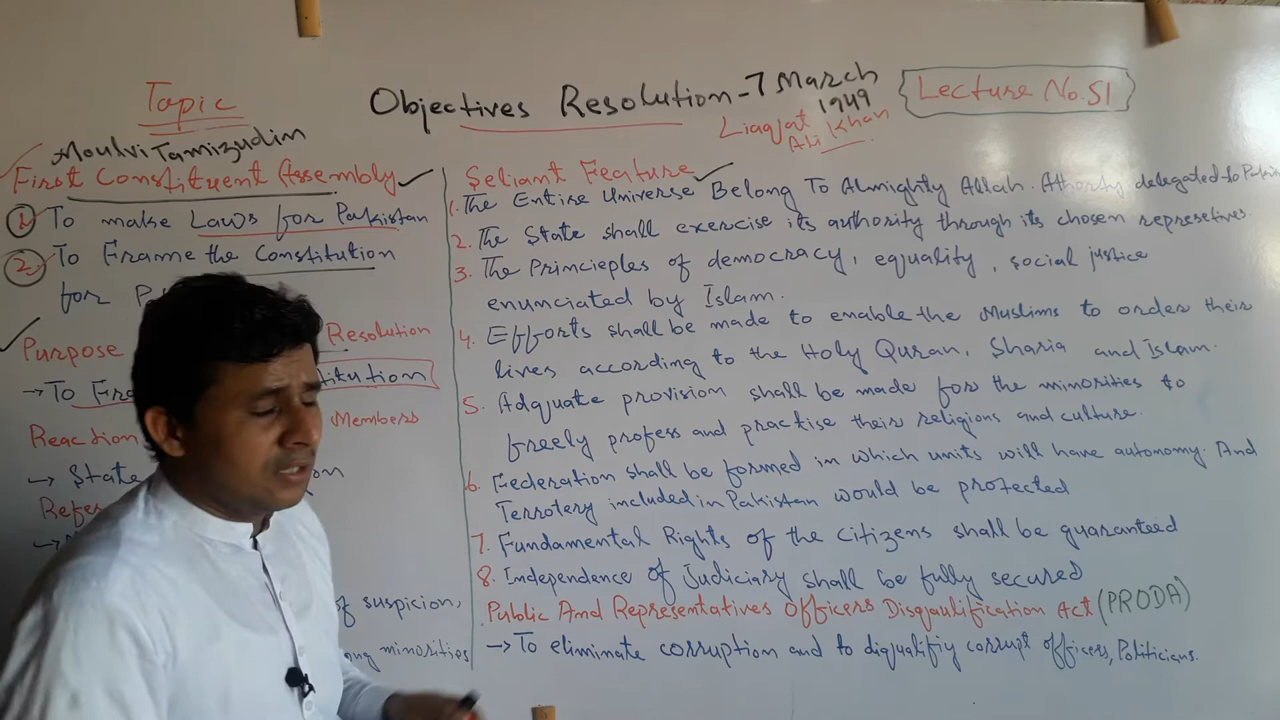 Topic
Objectives Resolution - 7 March 1949
Lecture No.51
Liaqat Ali Khan
Moulvi Tamizudin
First Constituent Assembly
1 To make Laws for Pakistan
2 To Frame the Constitution
for
Purpose Resolution
→ To
Reaction Members
→ State
Seliant Feature
1. The Entire Universe Belong To Almighty Allah. Athority delegated to
2. The State shall exercise its authority through its chosen represetives.
3. The Princieples of democracy, equality, social justice
enunciated by Islam.
4. Efforts shall be made to enable the Muslims to order their
lives according to the Holy Quran, Sharia and Islam.
5. Adquate provision shall be made for the minorities to
freely profess and practise their religions and culture.
6. Federation shall be formed in which units will have autonomy. And
Terrotery included in Pakistan would be protected
7. Fundamental Rights of the Citizens shall be guaranteed
8. Independence of Judiciary shall be fully secured
Public And Representatives Officers Disqaulification Act (PRODA)
→ To eliminate corruption and to diqualifiy corrupt officers, Politicians.
of suspicion,
minorities